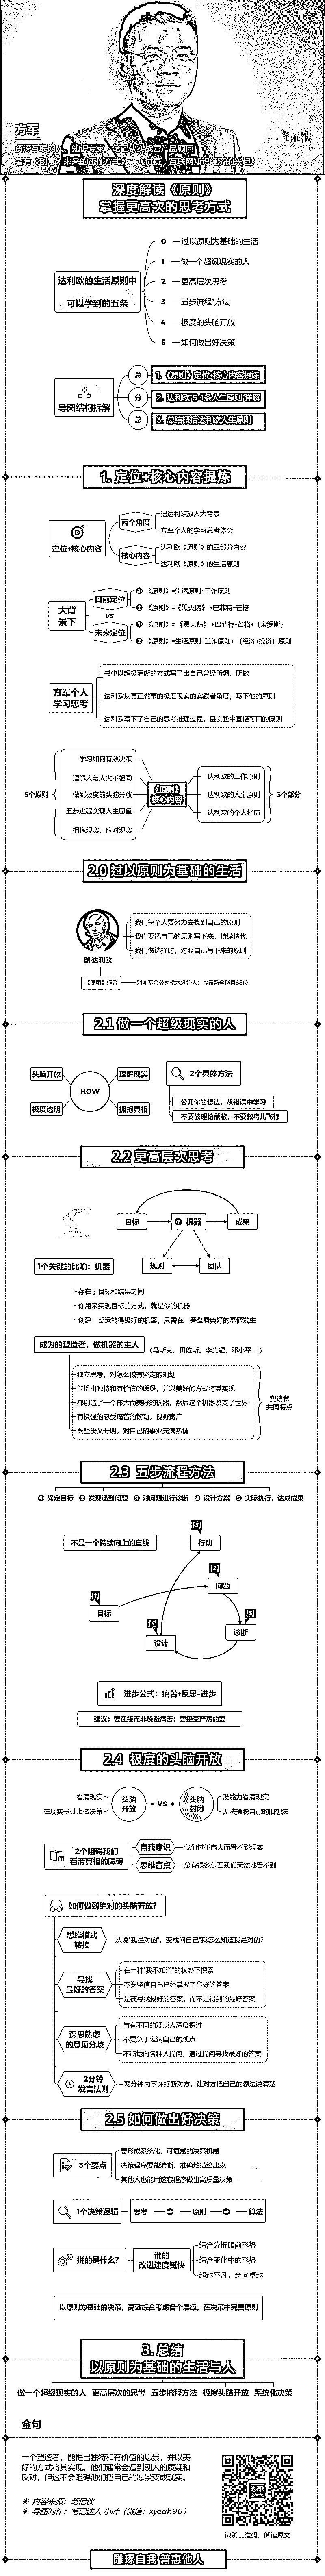 方军
资深互联网人，知识专家，
著有《创意：未来的工作方式》、《付费：互联网知识经济的兴起》
深度解读《原则》
掌握更高次的思考方式
达利欧的生活原则中
可以学到的五条
0 — 过以原则为基础的生活
1 — 做一个超级现实的人
2 — 更高层次思考
3 — 五步流程"方法
4 — 极度的头脑开放
5 — 如何做出好决策
导图结构拆解
总
1.《原则》定位+核心内容提炼
分
2. 达利欧5+1条人生原则 详解
总
3. 总结概括达利欧人生原则
1. 定位+核心内容提炼
定位+核心内容
两个角度
把达利欧放入大背景
方军个人的学习思考体会
核心内容
达利欧《原则》的三部分内容
达利欧《原则》的生活原则
大背景下
目前定位
VS
未来定位
① 《原则》=生活原则+工作原则
② 《原则》=《黑天鹅》+巴菲特+芒格
① 《原则》=《黑天鹅》+巴菲特+芒格+（索罗斯）
② 《原则》=生活原则+工作原则+（经济+投资）原则
方军个人
学习思考
书中以超级清晰的方式写了出自己曾经所想、所做
达利欧从真正做事的极度现实的实践者角度，写下他的原则
达利欧写下了自己的思考推理过程，是实践中直接可用的原则
5个原则
学习如何有效决策
理解人与人大不相同
做到极度的头脑开放
五步进程实现人生愿望
拥抱现实，应对现实
《原则》
核心内容
达利欧的工作原则
达利欧的人生原则
达利欧的个人经历
3个部分
2.0 过以原则为基础的生活
瑞·达利欧
我们每个人要努力去找到自己的原则
我们要把自己的原则写下来，持续迭代
我们做选择时，对照自己写下来的原则
《原则》作者
对冲基金公司桥水创始人；福布斯全球第88位
2.1 做一个超级现实的人
头脑开放
理解现实
HOW
极度透明
拥抱真相
2个具体方法
公开你的想法，从错误中学习
不要被理论蒙蔽，不要教鸟儿飞行
2.2 更高层次思考
目标
机器
成果
规则
团队
1个关键的比喻：机器
存在于目标和结果之间
你用来实现目标的方式，就是你的机器
创建一部运转得极好的机器，只需在一旁坐看美好的事情发生
成为的塑造者，做机器的主人
(马斯克、贝佐斯、李光耀、邓小平……)
独立思考，对怎么做有坚定的规划
能提出独特和有价值的愿景，并以美好的方式将其实现
都创造了一个伟大而美好的机器，然后这个机器改变了世界
有极强的忍受痛苦的韧劲，视野宽广
既坚决又开明，对自己的事业充满热情
塑造者
共同特点
2.3 五步流程方法
① 确定目标 ② 发现遇到问题 ③ 对问题进行诊断 ④ 设计方案 ⑤ 实际执行，达成成果
不是一个持续向上的直线
行动
问题
目标
诊断
设计
进步公式：痛苦+反思=进步
建议：要迎接而非躲避痛苦；要接受严厉的爱
2.4 极度的头脑开放
看清现实
在现实基础上做决策
头脑
开放
VS
头脑
封闭
没能力看清现实
无法摆脱自己的旧想法
2个阻碍我们
看清真相的障碍
自我意识
我们过于自大而看不到现实
思维盲点
总有很多东西我们天然地看不到
如何做到绝对的头脑开放？
思维模式
转换
从说"我是对的"，变成问自己"我怎么知道我是对的？
寻找
最好的答案
在一种"我不知道"的状态下探索
不要坚信自己已经掌握了最好的答案
是在寻找最好的答案，而不是得到的最好答案
深思熟虑
的意见分歧
与有不同的观点人深度探讨
不要急于表达自己的观点
不断地向各种人提问，通过提问寻找最好的答案
2分钟
发言法则
两分钟内不许打断对方，让对方把自己的想法说清楚
2.5 如何做出好决策
3个要点
要形成系统化、可复制的决策机制
决策程序要能清晰、准确地描绘出来
其他人也能用这套程序做出高质量决策
1个决策逻辑
思考
原则
算法
拼的是什么？
谁的
改进速度更快
综合分析眼前形势
综合变化中的形势
超越平凡，走向卓越
以原则为基础的决策，高效综合考虑各个层级，在决策中完善原则
3. 总结
以原则为基础的生活与人
做一个超级现实的人 更高层次的思考 五步流程方法 极度头脑开放 系统化决策
金句
一个塑造者，能提出独特和有价值的愿景，并以美
好的方式将其实现。他们通常会遭到别人的质疑和
反对，但这不会阻碍他们把自己的愿景变成现实。
✳ 内容来源：笔记侠
✳ 导图制作：笔记达人 小叶（微信：xyeah96）
识别二维码，阅读原文
雕琢自我 普惠他人